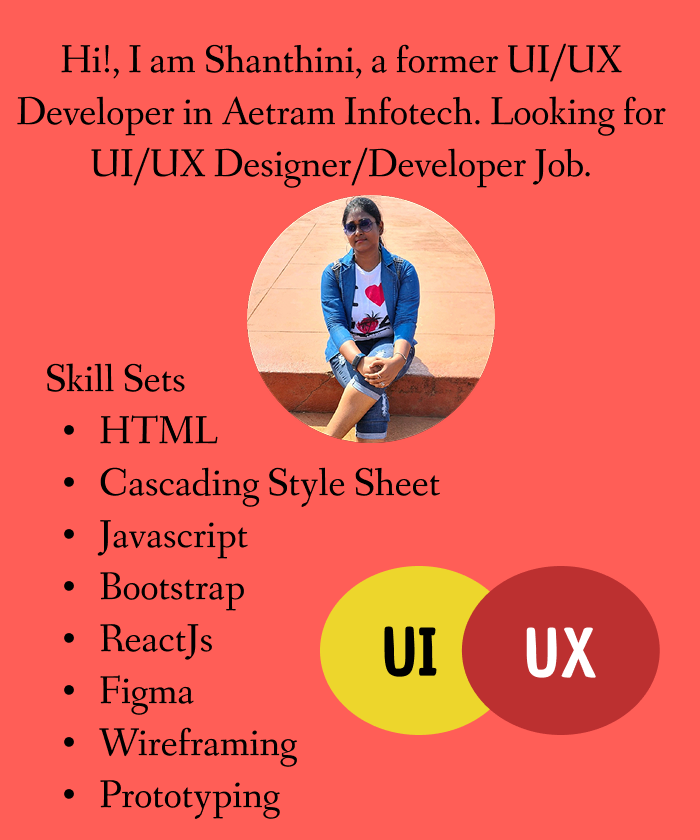 Hi!, I am Shanthini, a former UI/UX
Developer in Aetram Infotech. Looking for
UI/UX Designer/Developer Job.
Skill Sets
• HTML
• Cascading Style Sheet
• Javascript
• Bootstrap
• ReactJs
• Figma
• Wireframing
• Prototyping
UI UX